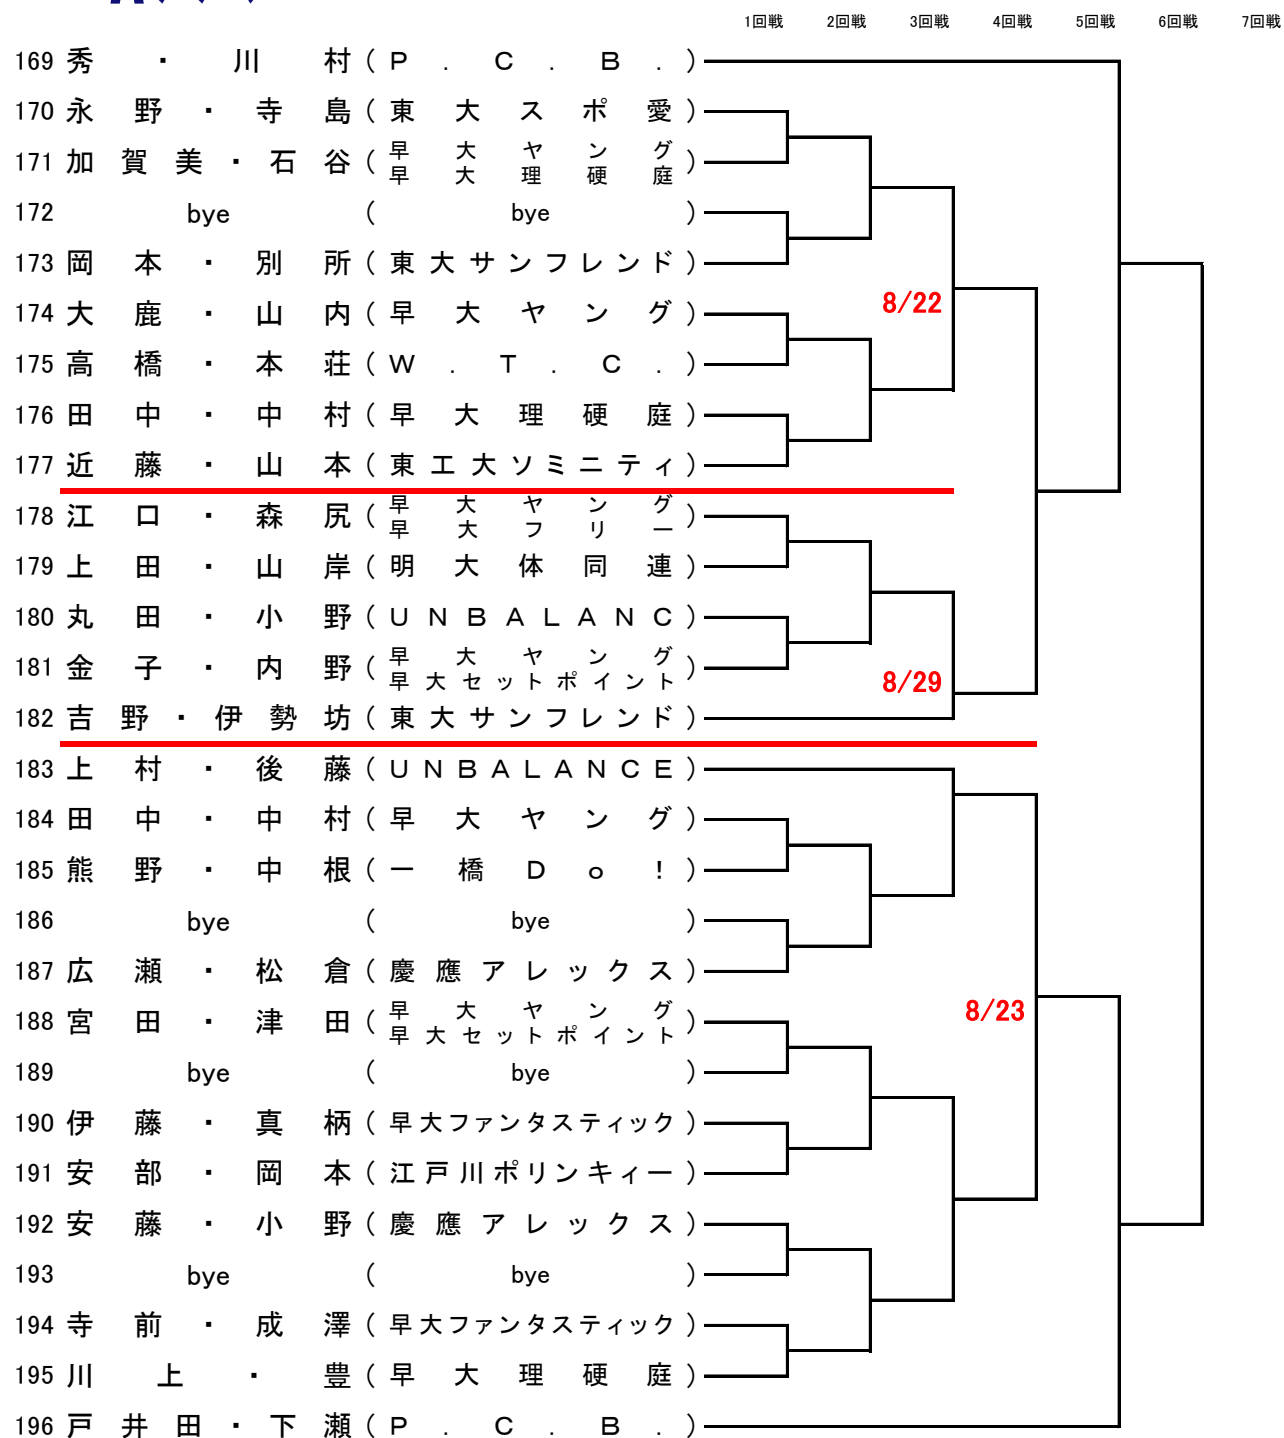 1回戦 2回戦 3回戦 4回戦 5回戦 6回戦 7回戦
169 秀・川村 (P.C.B.)
170 永野・寺島 (東大スポ愛)
171 加賀美・石谷 (早大ヤング
早大理硬庭)
172 bye (bye)
173 岡本・別所 (東大サンフレンド)
8/22
174 大鹿・山内 (早大ヤング)
175 高橋・本荘 (W.T.C.)
176 田中・中村 (早大理硬庭)
177 近藤・山本 (東工大ソミニティ)
178 江口・森尻 (早大ヤング
早大フリー)
179 上田・山岸 (明大体同連)
180 丸田・小野 (UNBALANC)
181 金子・内野 (早大ヤング
早大セットポイント)
8/29
182 吉野・伊勢坊 (東大サンフレンド)
183 上村・後藤 (UNBALANCE)
184 田中・中村 (早大ヤング)
185 熊野・中根 (一橋Do!)
186 bye (bye)
187 広瀬・松倉 (慶應アレックス)
188 宮田・津田 (早大ヤング
早大セットポイント)
8/23
189 bye (bye)
190 伊藤・真柄 (早大ファンタスティック)
191 安部・岡本 (江戸川ポリンキィー)
192 安藤・小野 (慶應アレックス)
193 bye (bye)
194 寺前・成澤 (早大ファンタスティック)
195 川上・豊 (早大理硬庭)
196 戸井田・下瀬 (P.C.B.)